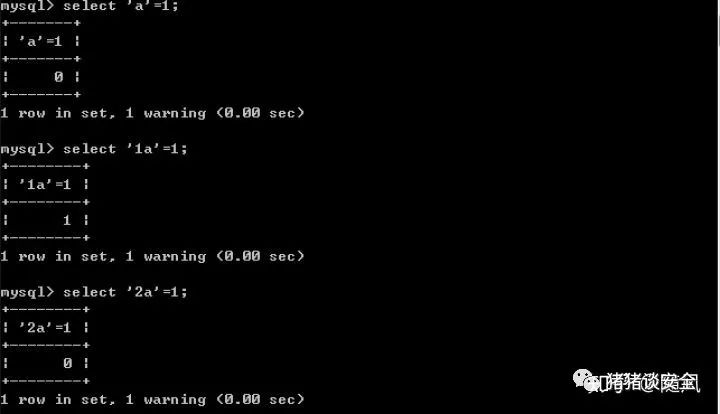 mysql> select 'a'=1;
+-------+
| 'a'=1 |
+-------+
|     0 |
+-------+
1 row in set, 1 warning (0.00 sec)
mysql> select '1a'=1;
+--------+
| '1a'=1 |
+--------+
|      1 |
+--------+
1 row in set, 1 warning (0.00 sec)
mysql> select '2a'=1;
+--------+
| '2a'=1 |
+--------+
|      0 |
+--------+
1 row in set, 1 warning (0.00 sec)
猪猪谈安全